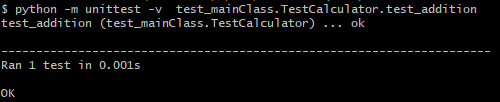 $ python -m unittest -v  test_mainClass.TestCalculator.test_addition
test_addition (test_mainClass.TestCalculator) ... ok

----------------------------------------------------------------------
Ran 1 test in 0.001s

OK